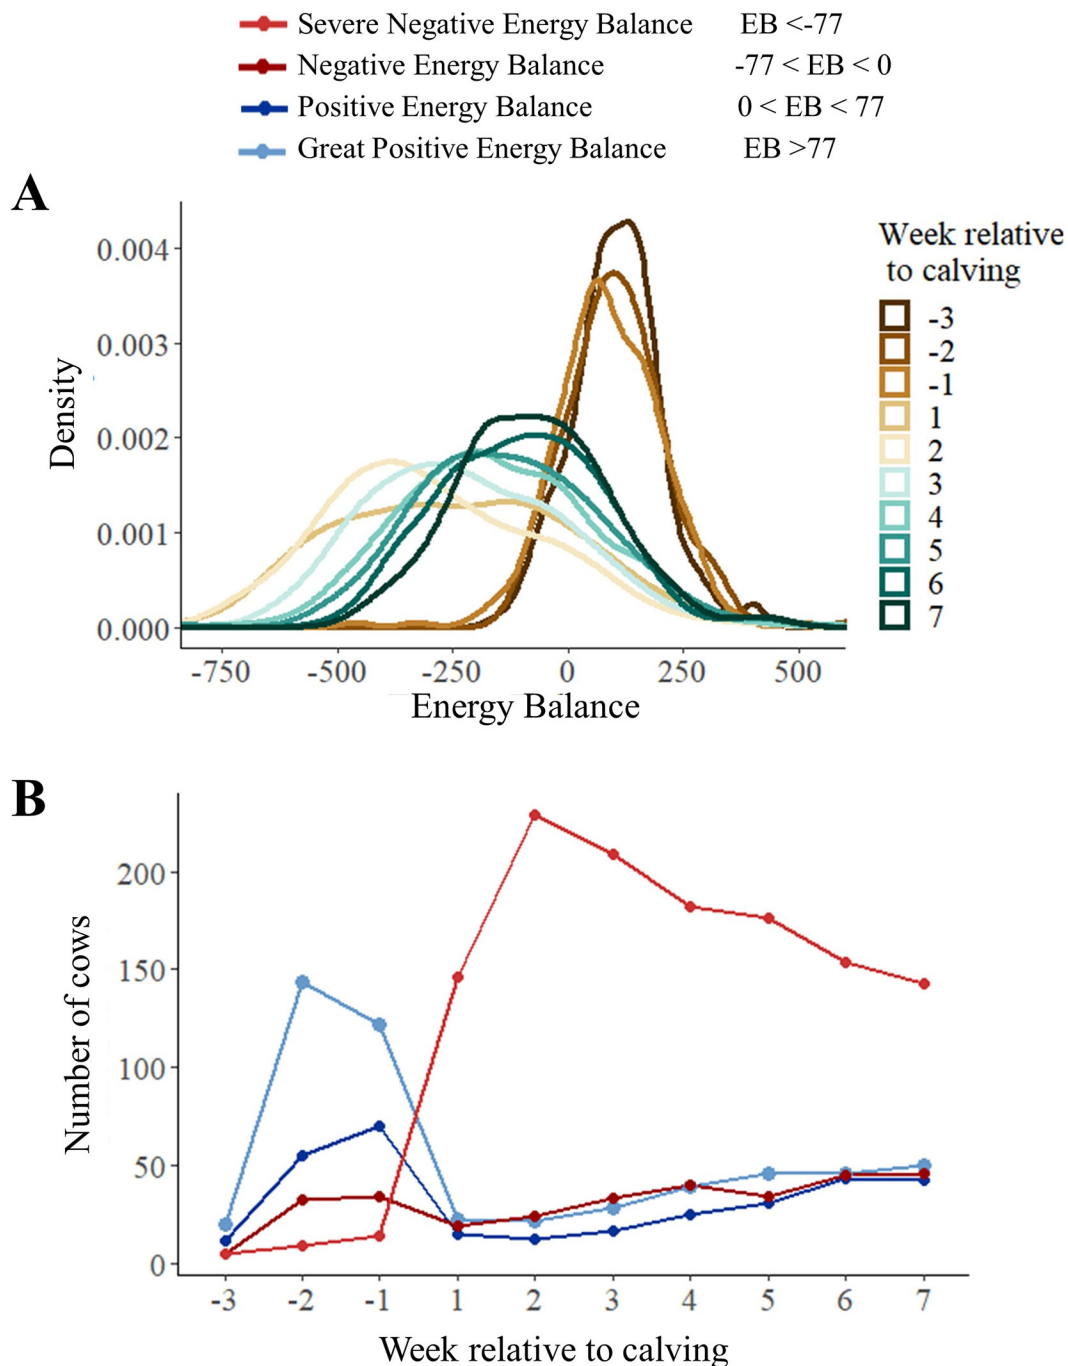 Severe Negative Energy Balance EB <-77
Negative Energy Balance -77 < EB < 0
Positive Energy Balance 0 < EB < 77
Great Positive Energy Balance EB >77
A
Density
0.004
0.003
0.002
0.001
0.000
-750 -500 -250 0 250 500
Energy Balance
Week relative
to calving
-3
-2
-1
1
2
3
4
5
6
7
B
Number of cows
200
150
100
50
0
-3 -2 -1 1 2 3 4 5 6 7
Week relative to calving